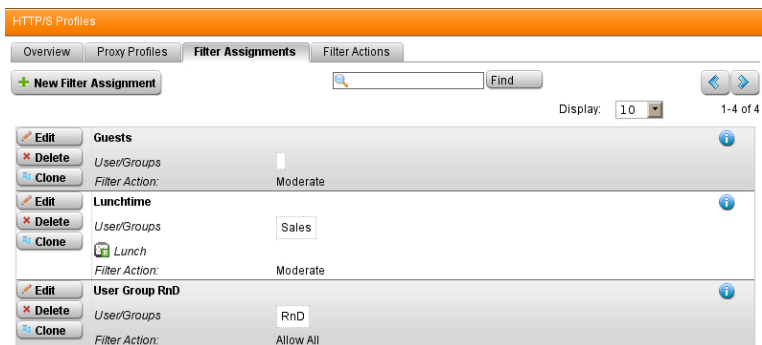 HTTP/S Profiles
Overview Proxy Profiles Filter Assignments Filter Actions
New Filter Assignment Find
Display: 10 1-4 of 4
Edit Guests
Delete User/Groups
Clone Filter Action: Moderate
Edit Lunchtime
Delete User/Groups Sales
Clone Lunch
Filter Action: Moderate
Edit User Group RnD
Delete User/Groups RnD
Clone Filter Action: Allow All